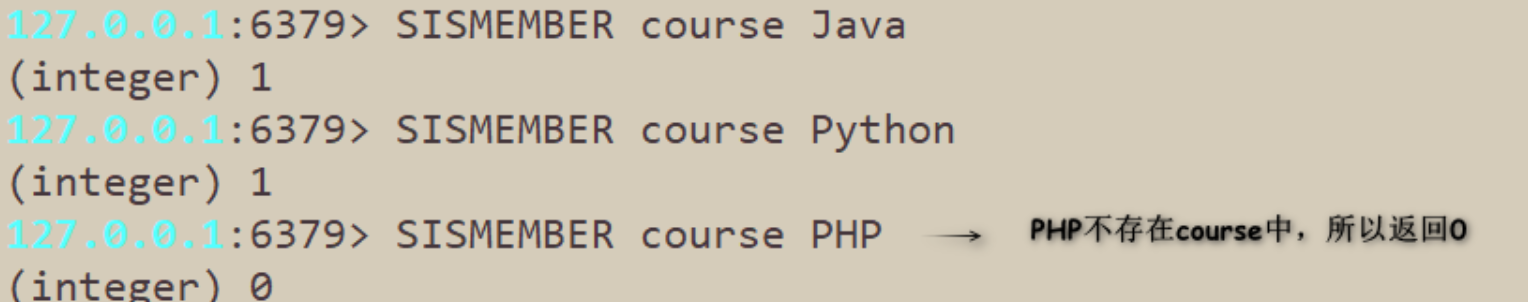 127.0.0.1:6379> SISMEMBER course Java
(integer) 1
127.0.0.1:6379> SISMEMBER course Python
(integer) 1
127.0.0.1:6379> SISMEMBER course PHP → PHP不存在course中，所以返回0
(integer) 0